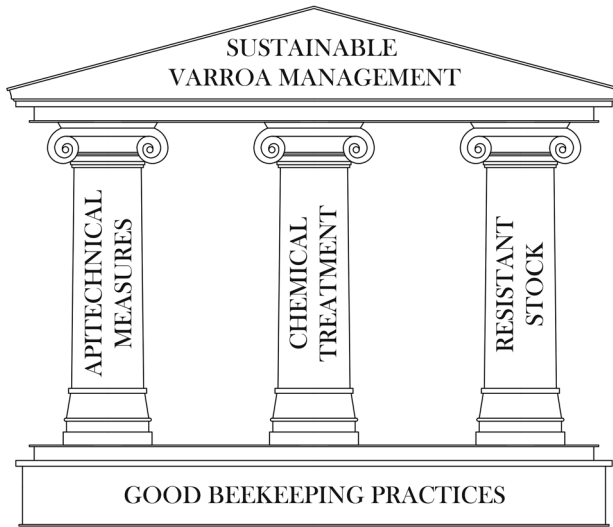 SUSTAINABLE
VARROA MANAGEMENT
APITECHNICAL
MEASURES
CHEMICAL
TREATMENT
RESISTANT
STOCK
GOOD BEEKEEPING PRACTICES